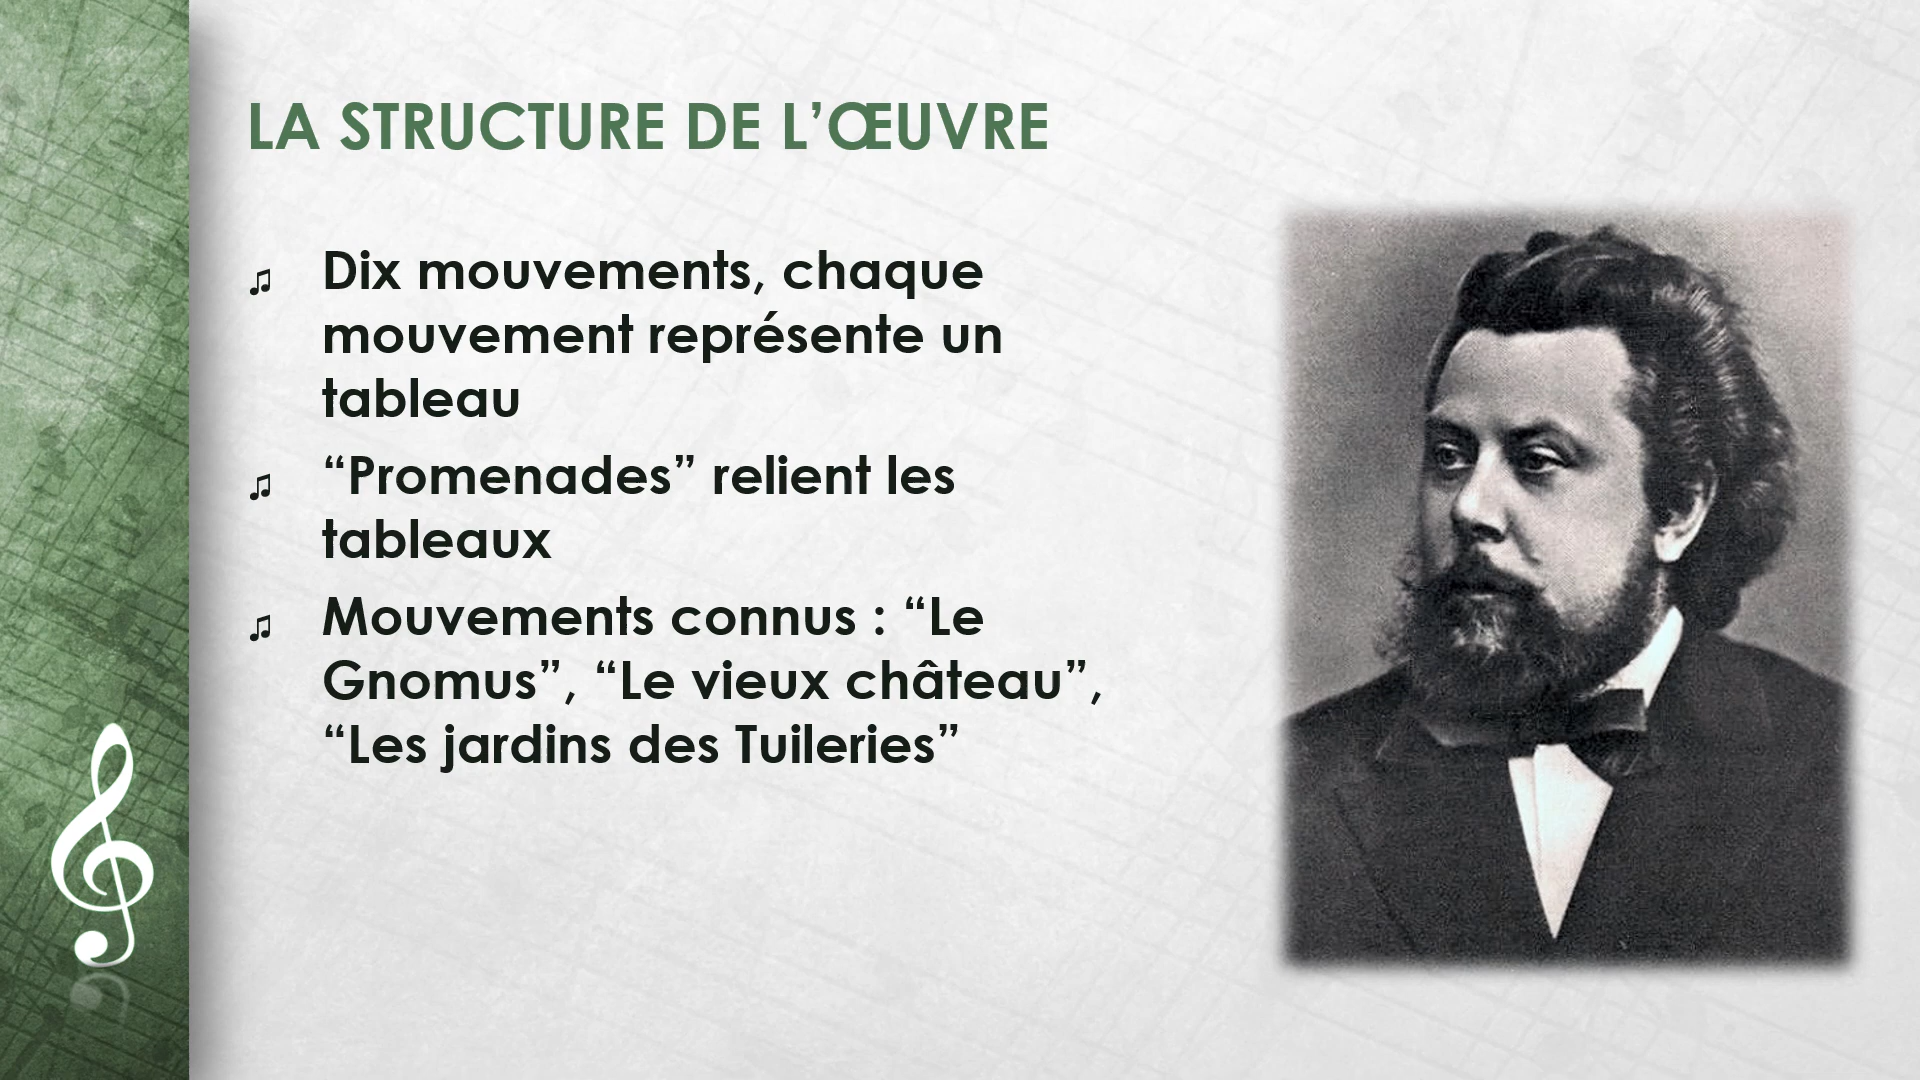 LA STRUCTURE DE L’ŒUVRE
♫ Dix mouvements, chaque
mouvement représente un
tableau
♫ “Promenades” relient les
tableaux
♫ Mouvements connus : “Le
Gnomus”, “Le vieux château”,
“Les jardins des Tuileries”